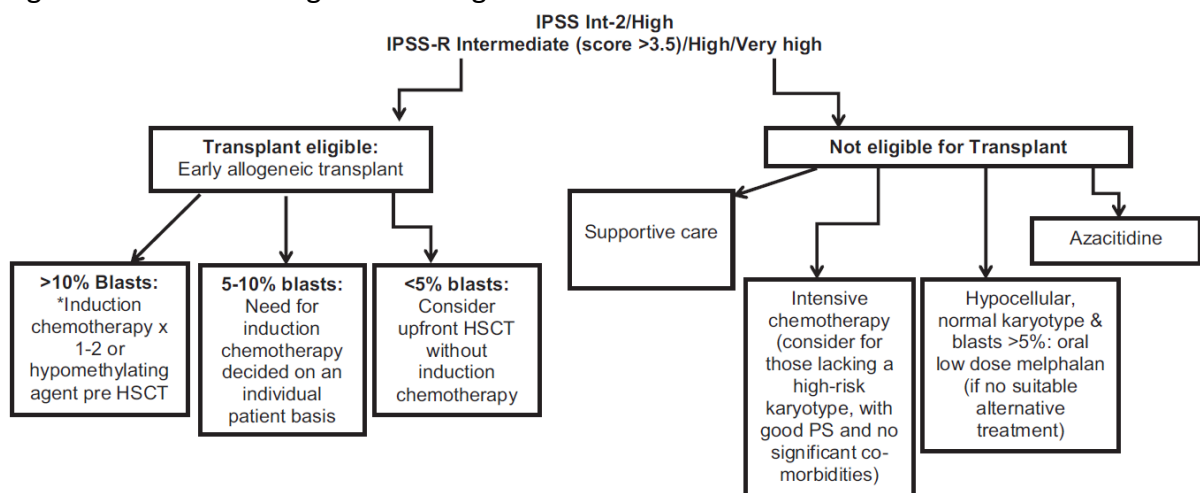 IPSS Int-2/High
IPSS-R Intermediate (score >3.5)/High/Very high
Transplant eligible:
Early allogeneic transplant
Not eligible for Transplant
>10% Blasts:
*Induction
chemotherapy x
1-2 or
hypomethylating
agent pre HSCT
5-10% blasts:
Need for
induction
chemotherapy
decided on an
individual
patient basis
<5% blasts:
Consider
upfront HSCT
without
induction
chemotherapy
Supportive care
Intensive
chemotherapy
(consider for
those lacking a
high-risk
karyotype, with
good PS and no
significant co-
morbidities)
Hypocellular,
normal karyotype &
blasts >5%: oral
low dose melphalan
(if no suitable
alternative
treatment)
Azacitidine